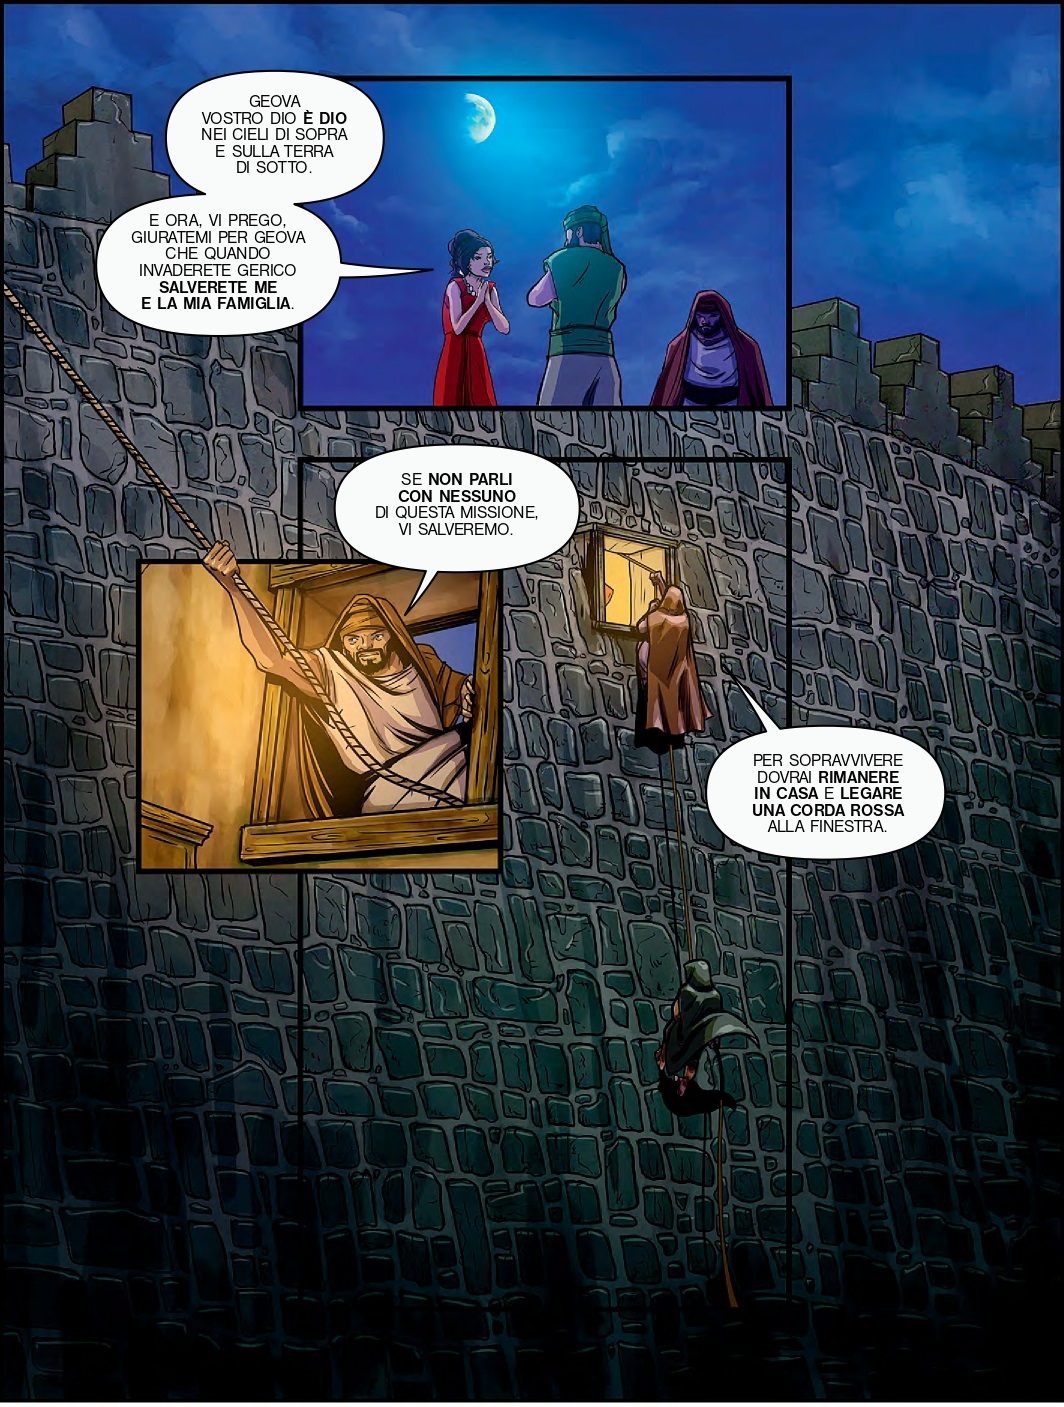 GEOVA
VOSTRO DIO È DIO
NEI CIELI DI SOPRA
E SULLA TERRA
DI SOTTO.
E ORA, VI PREGO,
GIURATEMI PER GEOVA
CHE QUANDO
INVADERETE GERICO
SALVERETE ME
E LA MIA FAMIGLIA.
SE NON PARLI
CON NESSUNO
DI QUESTA MISSIONE,
VI SALVEREMO.
PER SOPRAVVIVERE
DOVRAI RIMANERE
IN CASA E LEGARE
UNA CORDA ROSSA
ALLA FINESTRA.